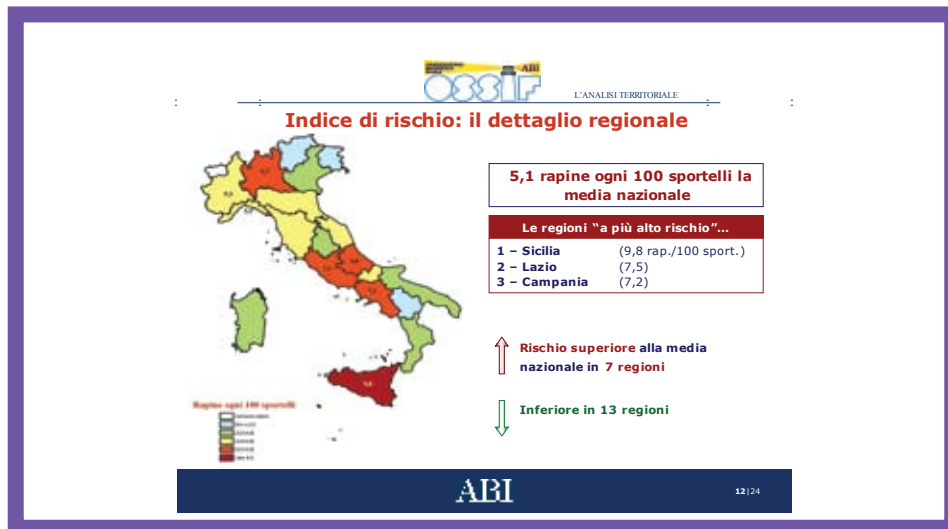 OSSIF
ABI
L'ANALISI TERRITORIALE
Indice di rischio: il dettaglio regionale
5,1 rapine ogni 100 sportelli la
media nazionale
Le regioni "a più alto rischio"...
1 – Sicilia (9,8 rap./100 sport.)
2 – Lazio (7,5)
3 – Campania (7,2)
Rischio superiore alla media
nazionale in 7 regioni
Inferiore in 13 regioni
Rapine ogni 100 sportelli
ABI
12|24